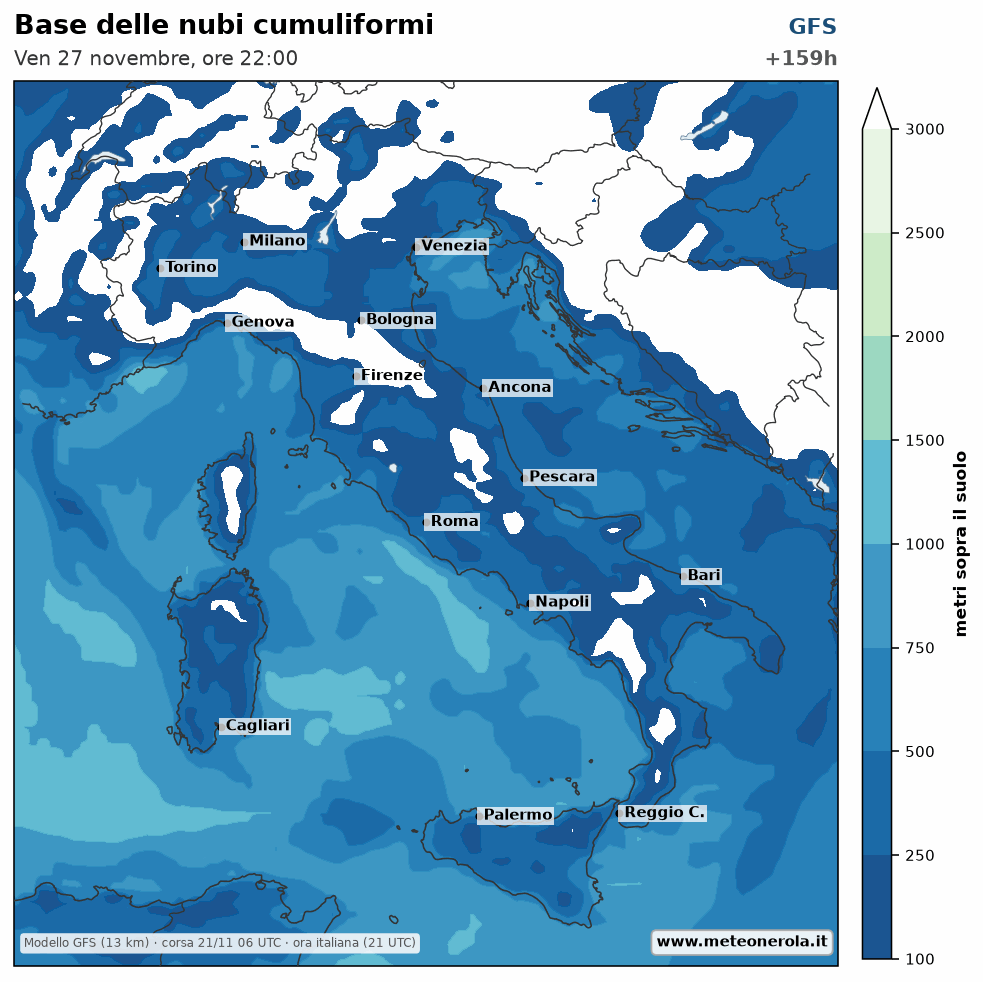 Base delle nubi cumuliformi
GFS
Ven 27 novembre, ore 22:00
+159h
Milano
Venezia
Torino
Genova
Bologna
Firenze
Ancona
Pescara
Roma
Bari
Napoli
Cagliari
Palermo
Reggio C.
3000
2500
2000
1500
1000
750
500
250
100
metri sopra il suolo
Modello GFS (13 km) · corsa 21/11 06 UTC · ora italiana (21 UTC)
www.meteonerola.it